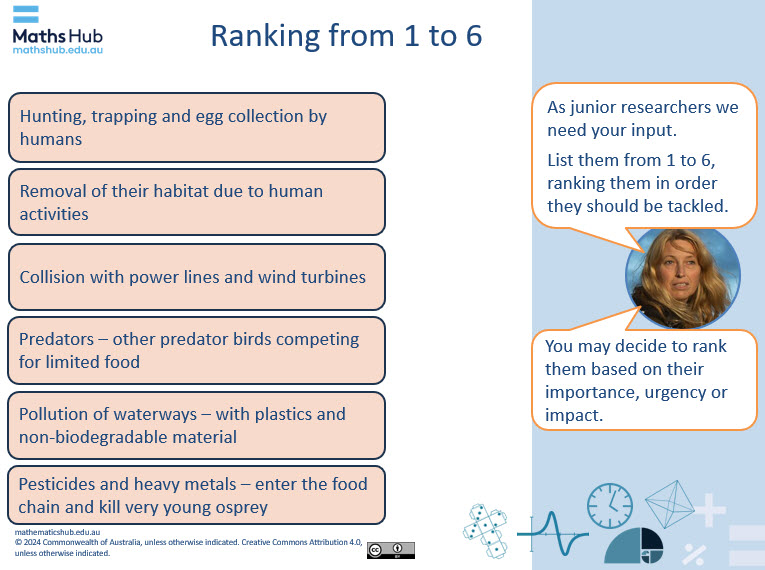 Maths Hub
mathshub.edu.au
Ranking from 1 to 6
Hunting, trapping and egg collection by
humans
Removal of their habitat due to human
activities
Collision with power lines and wind turbines
Predators – other predator birds competing
for limited food
Pollution of waterways – with plastics and
non-biodegradable material
Pesticides and heavy metals – enter the food
chain and kill very young osprey
As junior researchers we
need your input.
List them from 1 to 6,
ranking them in order
they should be tackled.
You may decide to rank
them based on their
importance, urgency or
impact.
mathematicshub.edu.au
© 2024 Commonwealth of Australia, unless otherwise indicated. Creative Commons Attribution 4.0,
unless otherwise indicated.
cc
BY